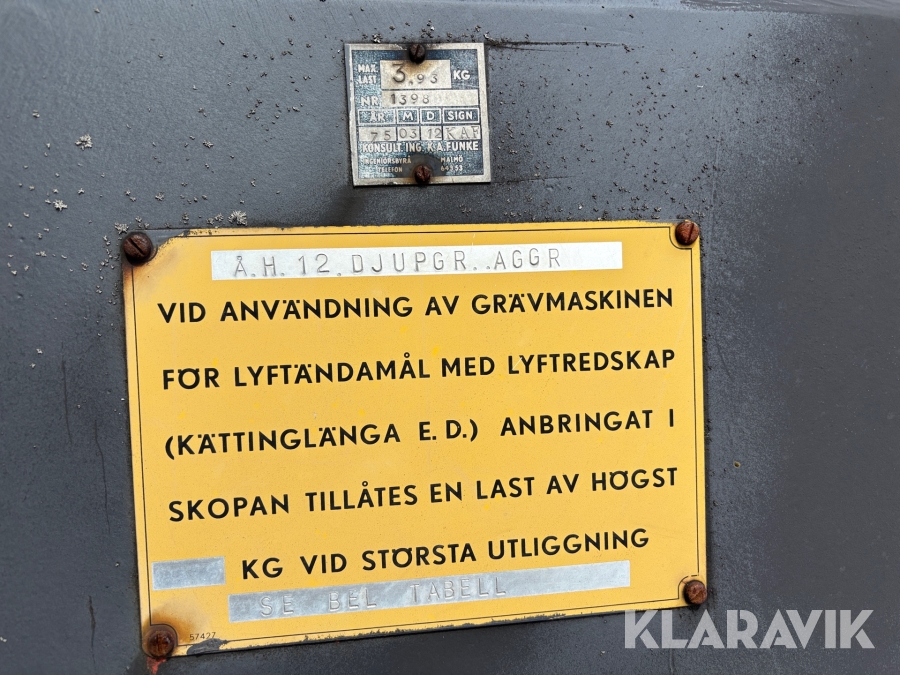 MAX. LAST 3.93 KG
NR 1398
ÅR M D SIGN
75 03 12 KAF
KONSULT ING. K.A. FUNKE
INGENIÖRSBYRÅ MALMÖ
TELEFON
Å.H.12.DJUPGR..AGGR
VID ANVÄNDNING AV GRÄVMASKINEN
FÖR LYFTÄNDAMÅL MED LYFTREDSKAP
(KÄTTINGLÄNGA E.D.) ANBRINGAT I
SKOPAN TILLÅTES EN LAST AV HÖGST
KG VID STÖRSTA UTLIGGNING
SE BEL TABELL
57427
KLARAVIK